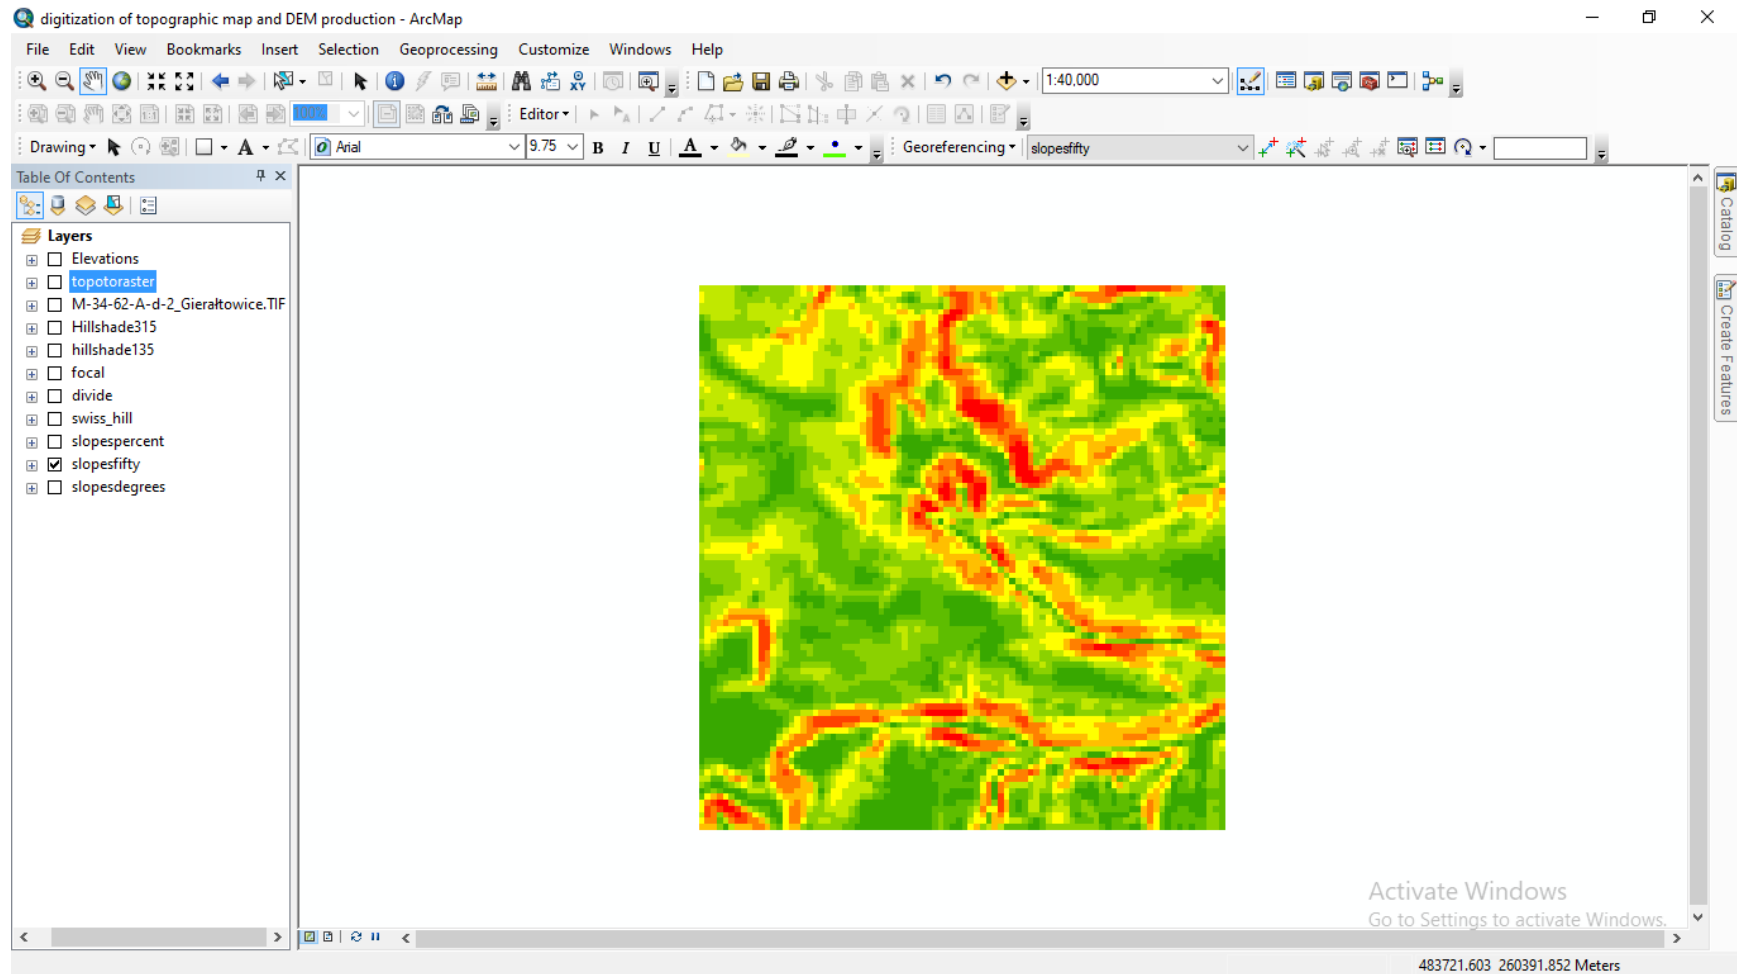 digitization of topographic map and DEM production - ArcMap
File Edit View Bookmarks Insert Selection Geoprocessing Customize Windows Help
1:40,000
100% Editor
Drawing A Arial 9.75 B I U A Georeferencing slopesfifty
Table Of Contents
Layers
Elevations
topotoraster
M-34-62-A-d-2_Gierałtowice.TIF
Hillshade315
hillshade135
focal
divide
swiss_hill
slopespercent
slopesfifty
slopesdegrees
Catalog
Create Features
Activate Windows
Go to Settings to activate Windows.
483721.603 260391.852 Meters